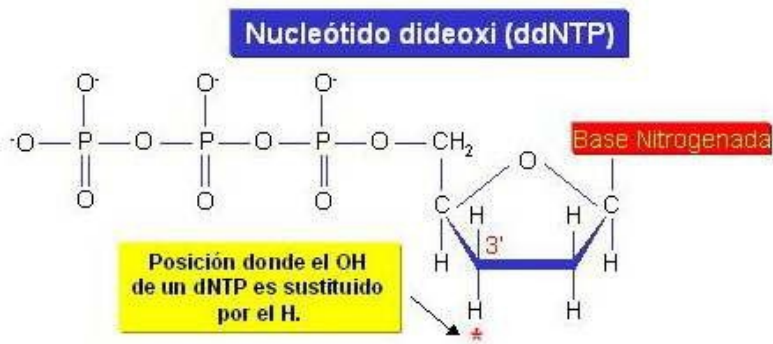 Nucleótido dideoxi (ddNTP)
O- O- O-
-O P O P O P O CH2 O Base Nitrogenada
O O O C H H C
H 3' H
Posición donde el OH
de un dNTP es sustituido
por el H.
H H
*